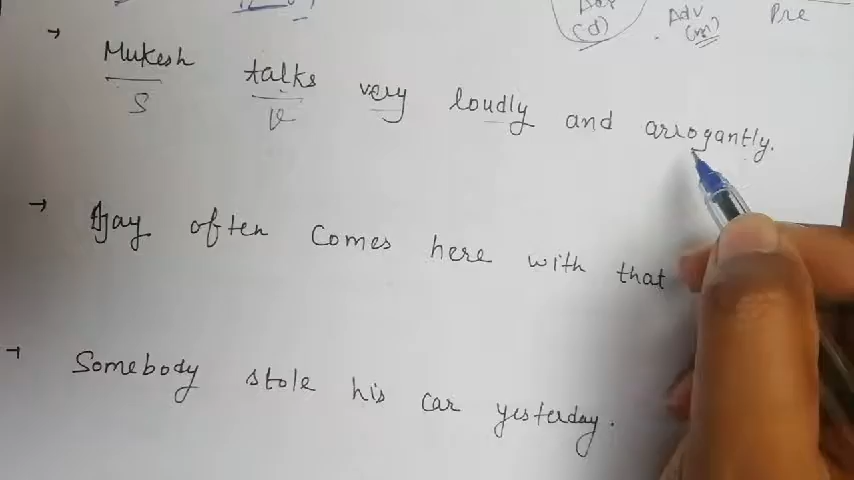 (d) Adv (m) Pre
→ Mukesh talks very loudly and arrogantly.
S V
→ Ajay often comes here with that
→ Somebody stole his car yesterday.